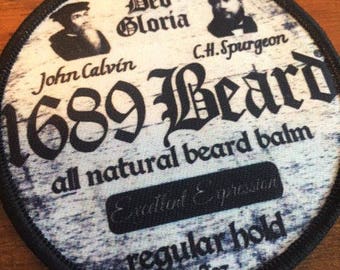 Deo
Gloria
John Calvin
C.H. Spurgeon
1689 Beard
all natural beard balm
Excellent Expression
regular hold